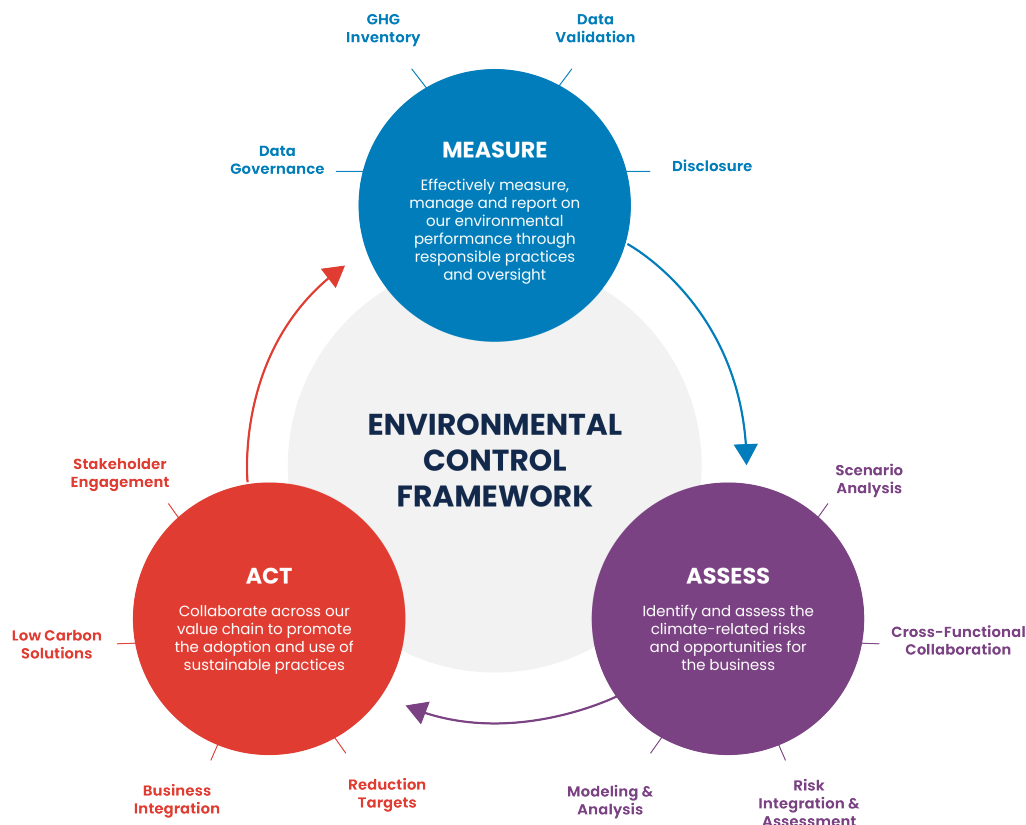 GHG
Inventory
Data
Validation
Data
Governance
Disclosure
MEASURE
Effectively measure,
manage and report on
our environmental
performance through
responsible practices
and oversight
ENVIRONMENTAL
CONTROL
FRAMEWORK
Stakeholder
Engagement
Low Carbon
Solutions
ACT
Collaborate across our
value chain to promote
the adoption and use of
sustainable practices
Business
Integration
Reduction
Targets
Scenario
Analysis
ASSESS
Identify and assess the
climate-related risks
and opportunities for
the business
Cross-Functional
Collaboration
Modeling &
Analysis
Risk
Integration &
Assessment